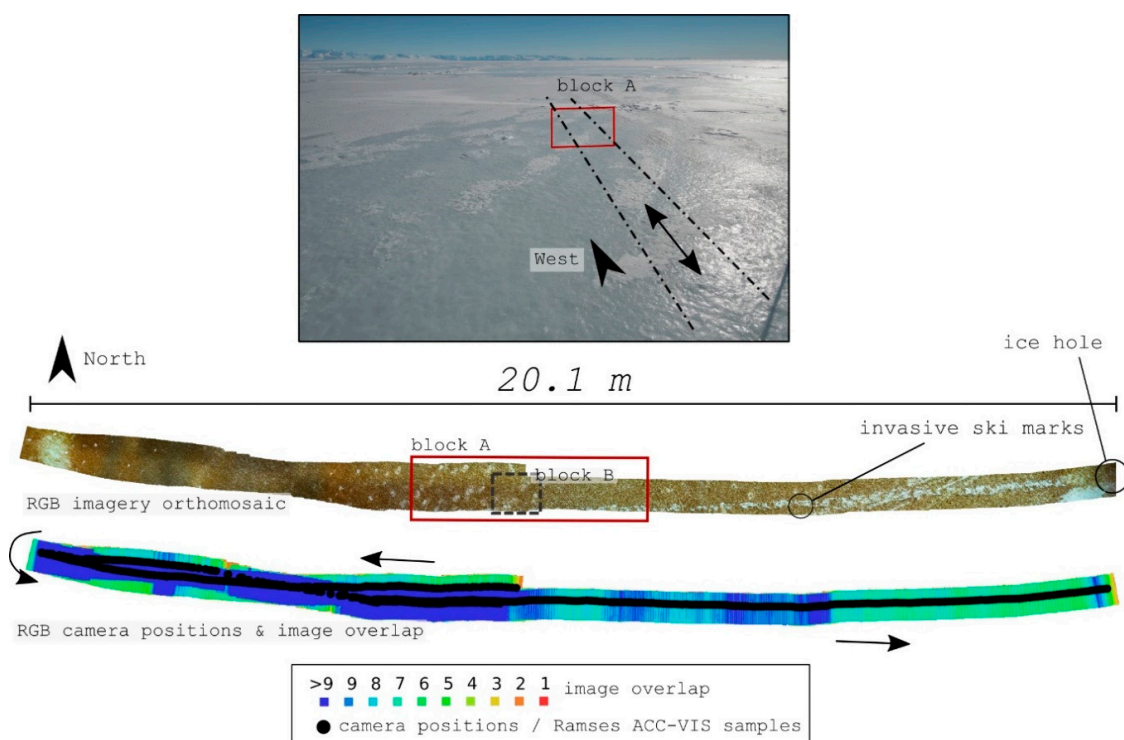 block A
West
North
20.1 m
ice hole
invasive ski marks
block A
block B
RGB imagery orthomosaic
RGB camera positions & image overlap
>9 9 8 7 6 5 4 3 2 1 image overlap
camera positions / Ramses ACC-VIS samples